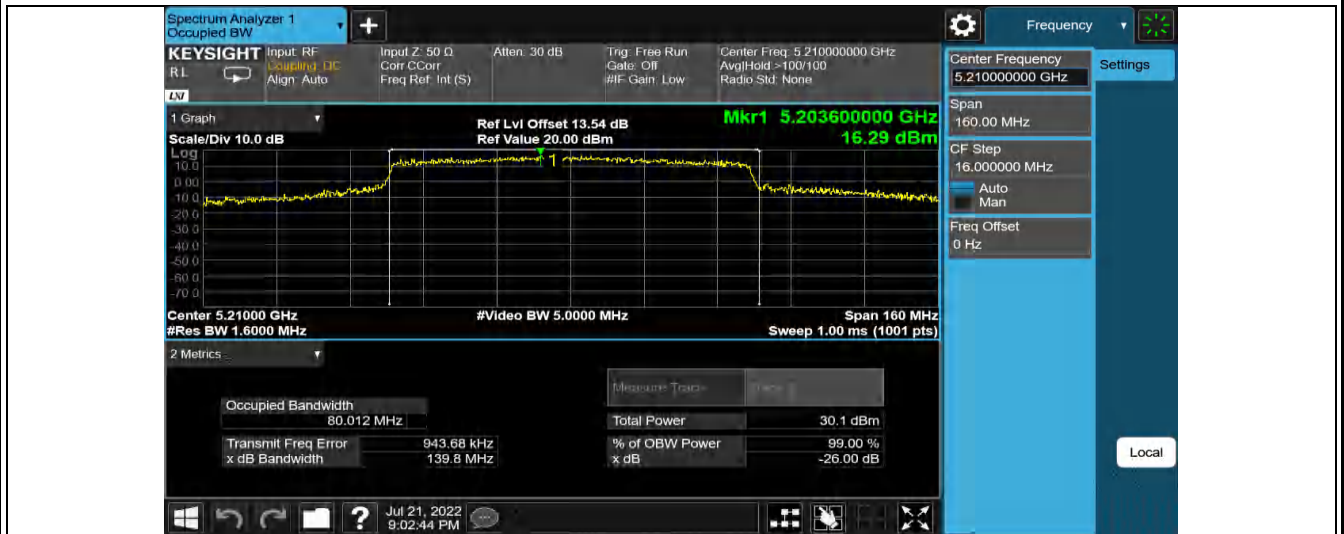 Spectrum Analyzer 1
Occupied BW
+
Frequency
KEYSIGHT
RL
LXI
Input: RF
Coupling: DC
Align: Auto
Input Z: 50 Ω
Corr CCorr
Freq Ref: Int (S)
Atten: 30 dB
Trig: Free Run
Gate: Off
#IF Gain: Low
Center Freq: 5.210000000 GHz
Avg|Hold:>100/100
Radio Std: None
Center Frequency
5.210000000 GHz
Settings
Span
160.00 MHz
CF Step
16.000000 MHz
Auto
Man
Freq Offset
0 Hz
1 Graph
Scale/Div 10.0 dB
Ref Lvl Offset 13.54 dB
Ref Value 20.00 dBm
Mkr1 5.203600000 GHz
16.29 dBm
Log
10.0
0.00
-10.0
-20.0
-30.0
-40.0
-50.0
-60.0
-70.0
1
Center 5.21000 GHz
#Res BW 1.6000 MHz
#Video BW 5.0000 MHz
Span 160 MHz
Sweep 1.00 ms (1001 pts)
2 Metrics
Measure Trace
Trace 1
Occupied Bandwidth
80.012 MHz
Total Power 30.1 dBm
Transmit Freq Error 943.68 kHz
% of OBW Power 99.00 %
x dB Bandwidth 139.8 MHz
x dB -26.00 dB
Local
?
Jul 21, 2022
9:02:44 PM